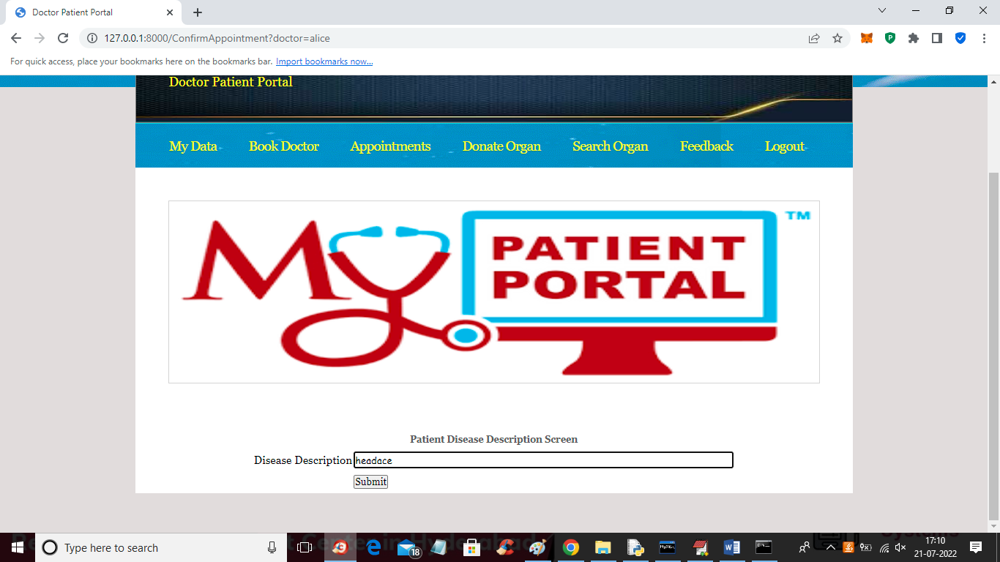 Doctor Patient Portal
127.0.0.1:8000/ConfirmAppointment?doctor=alice
For quick access, place your bookmarks here on the bookmarks bar. Import bookmarks now...
Doctor Patient Portal
My Data Book Doctor Appointments Donate Organ Search Organ Feedback Logout
My PATIENT PORTAL TM
Patient Disease Description Screen
Disease Description headace
Submit
Type here to search
18
17:10
21-07-2022